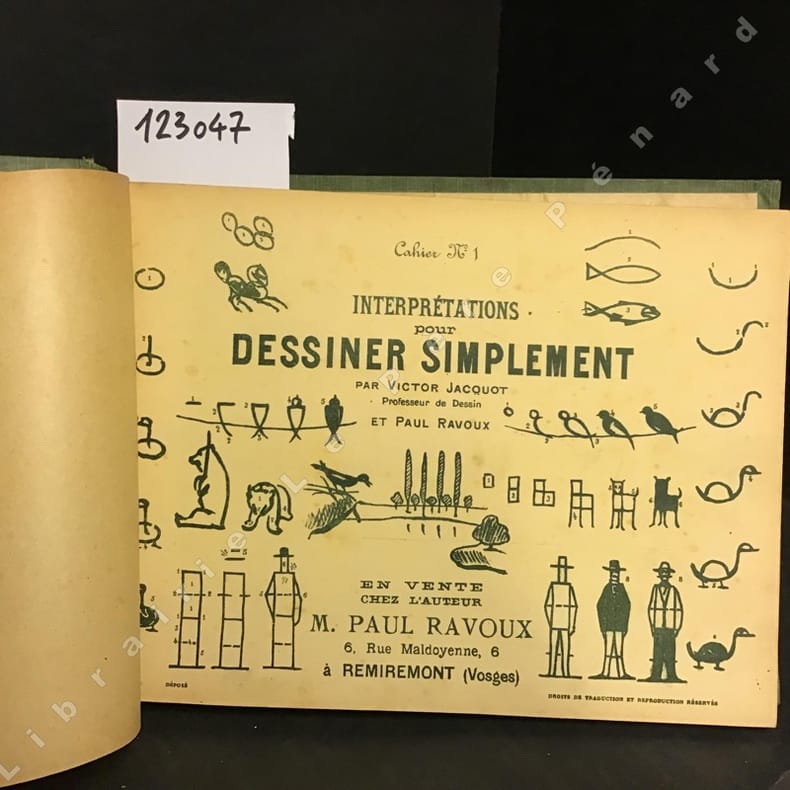 123047
Cahier Nº 1
INTERPRÉTATIONS
pour
DESSINER SIMPLEMENT
PAR VICTOR JACQUOT
Professeur de Dessin
ET PAUL RAVOUX
EN VENTE
CHEZ L'AUTEUR
M. PAUL RAVOUX
6, Rue Maldoyenne, 6
à REMIREMONT (Vosges)
DÉPOSÉ
DROITS DE TRADUCTION ET REPRODUCTION RÉSERVÉS
Librairie Le Père Pénard